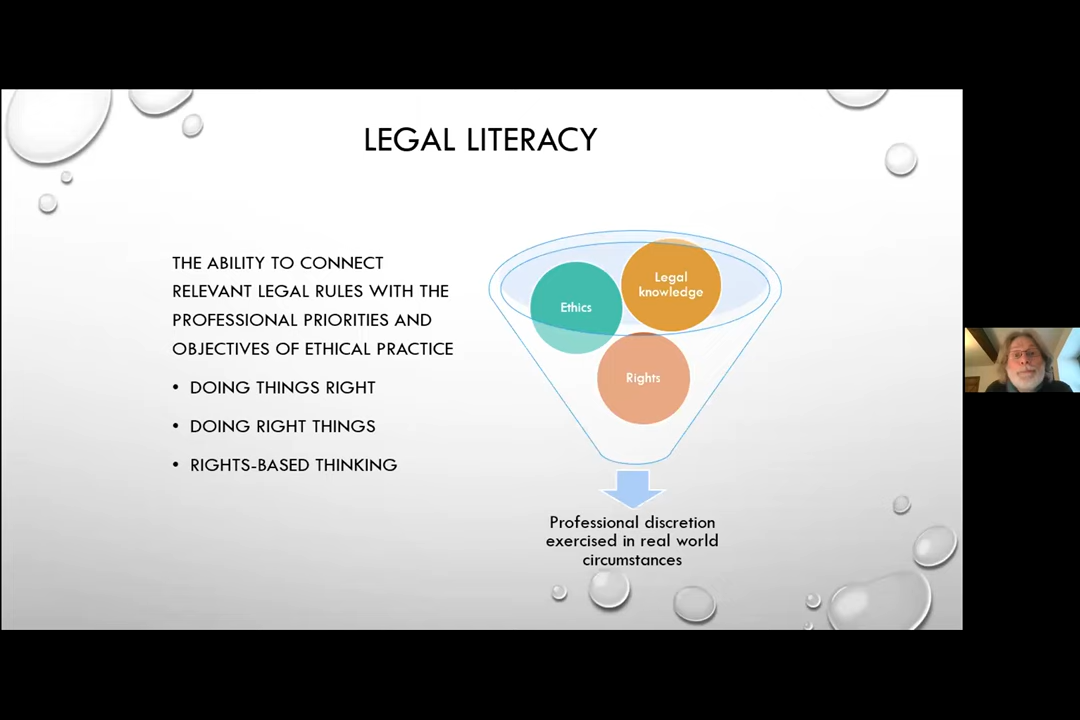 LEGAL LITERACY
THE ABILITY TO CONNECT
RELEVANT LEGAL RULES WITH THE
PROFESSIONAL PRIORITIES AND
OBJECTIVES OF ETHICAL PRACTICE
• DOING THINGS RIGHT
• DOING RIGHT THINGS
• RIGHTS-BASED THINKING
Ethics
Legal
knowledge
Rights
Professional discretion
exercised in real world
circumstances